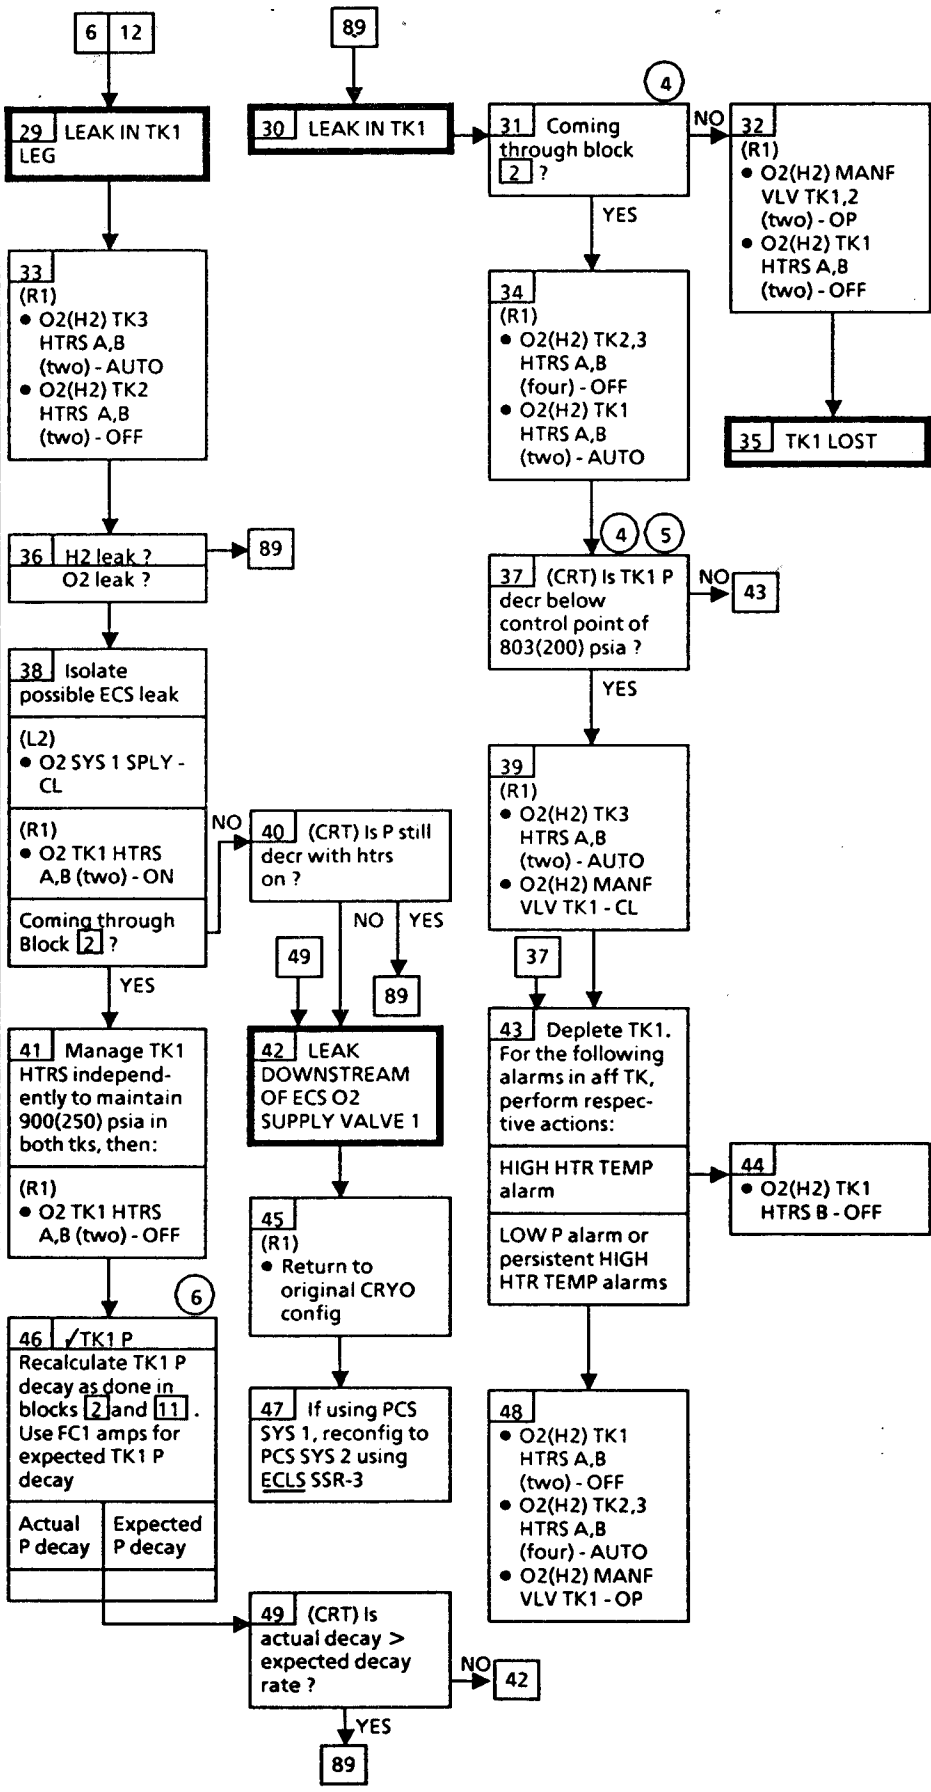 6 12
29 LEAK IN TK1
LEG
33
(R1)
• O2(H2) TK3
HTRS A,B
(two) - AUTO
• O2(H2) TK2
HTRS A,B
(two) - OFF
36 H2 leak ?
O2 leak ?
89
38 Isolate
possible ECS leak
(L2)
• O2 SYS 1 SPLY -
CL
(R1)
• O2 TK1 HTRS
A,B (two) - ON
Coming through
Block 2 ?
NO
YES
41 Manage TK1
HTRS independ-
ently to maintain
900(250) psia in
both tks, then:
(R1)
• O2 TK1 HTRS
A,B (two) - OFF
6
46 ✓TK1 P
Recalculate TK1 P
decay as done in
blocks 2 and 11 .
Use FC1 amps for
expected TK1 P
decay
Actual
P decay
Expected
P decay
40 (CRT) Is P still
decr with htrs
on ?
NO YES
89
49
42 LEAK
DOWNSTREAM
OF ECS O2
SUPPLY VALVE 1
45
(R1)
• Return to
original CRYO
config
47 If using PCS
SYS 1, reconfig to
PCS SYS 2 using
ECLS SSR-3
49 (CRT) Is
actual decay >
expected decay
rate ?
NO
42
YES
89
89
30 LEAK IN TK1
4
31 Coming
through block
2 ?
NO
YES
32
(R1)
• O2(H2) MANF
VLV TK1,2
(two) - OP
• O2(H2) TK1
HTRS A,B
(two) - OFF
35 TK1 LOST
34
(R1)
• O2(H2) TK2,3
HTRS A,B
(four) - OFF
• O2(H2) TK1
HTRS A,B
(two) - AUTO
4 5
37 (CRT) Is TK1 P
decr below
control point of
803(200) psia ?
NO
43
YES
39
(R1)
• O2(H2) TK3
HTRS A,B
(two) - AUTO
• O2(H2) MANF
VLV TK1 - CL
37
43 Deplete TK1.
For the following
alarms in aff TK,
perform respec-
tive actions:
HIGH HTR TEMP
alarm
LOW P alarm or
persistent HIGH
HTR TEMP alarms
44
• O2(H2) TK1
HTRS B - OFF
48
• O2(H2) TK1
HTRS A,B
(two) - OFF
• O2(H2) TK2,3
HTRS A,B
(four) - AUTO
• O2(H2) MANF
VLV TK1 - OP